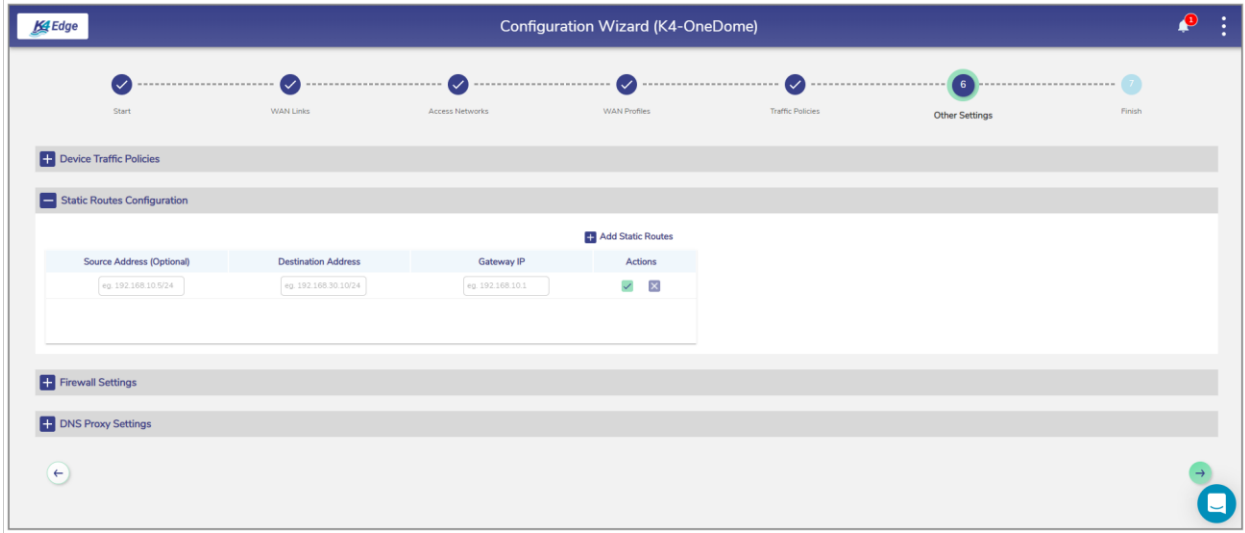 K4 Edge
Configuration Wizard (K4-OneDome)
1
6
7
Start
WAN Links
Access Networks
WAN Profiles
Traffic Policies
Other Settings
Finish
Device Traffic Policies
Static Routes Configuration
Add Static Routes
Source Address (Optional) Destination Address Gateway IP Actions
eg. 192.168.10.5/24 eg. 192.168.30.10/24 eg. 192.168.10.1
Firewall Settings
DNS Proxy Settings